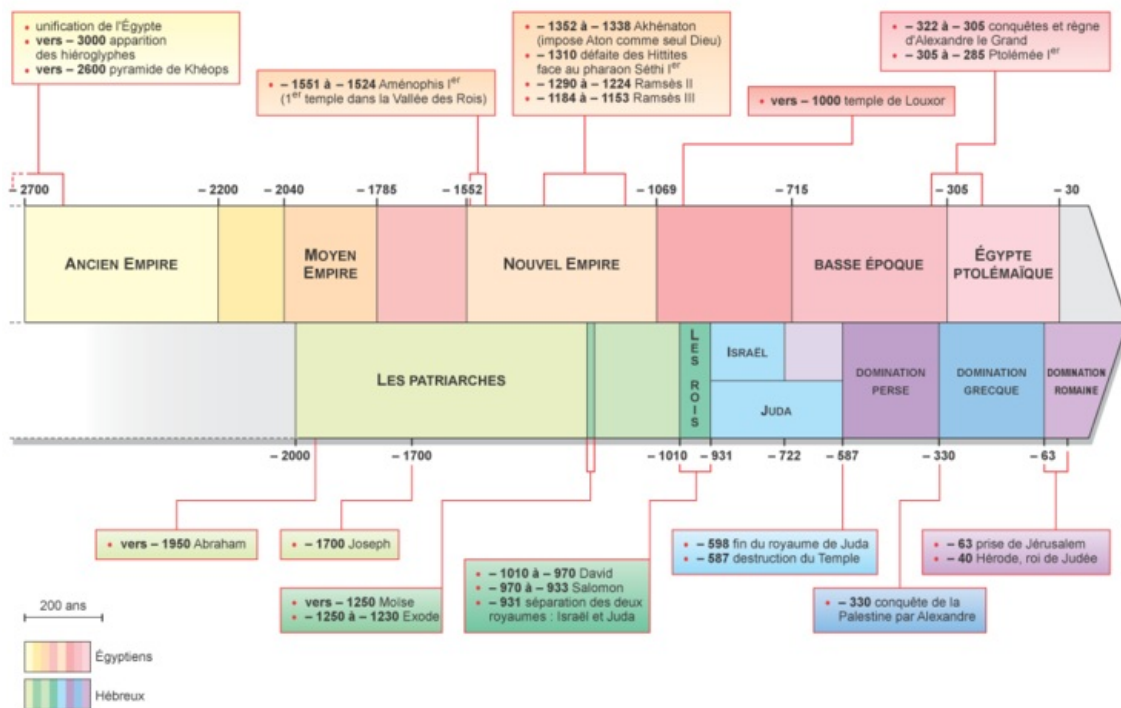 • unification de l'Égypte
• vers – 3000 apparition
des hiéroglyphes
• vers – 2600 pyramide de Khéops
• – 1551 à – 1524 Aménophis Ier
(1er temple dans la Vallée des Rois)
• – 1352 à – 1338 Akhénaton
(impose Aton comme seul Dieu)
• – 1310 défaite des Hittites
face au pharaon Séthi Ier
• – 1290 à – 1224 Ramsès II
• – 1184 à – 1153 Ramsès III
• vers – 1000 temple de Louxor
• – 322 à – 305 conquêtes et règne
d'Alexandre le Grand
• – 305 à – 285 Ptolémée Ier
– 2700 – 2200 – 2040 – 1785 – 1552 – 1069 – 715 – 305 – 30
ANCIEN EMPIRE
MOYEN
EMPIRE
NOUVEL EMPIRE
BASSE ÉPOQUE
ÉGYPTE
PTOLÉMAÏQUE
LES PATRIARCHES
LES ROIS
ISRAËL
JUDA
DOMINATION
PERSE
DOMINATION
GRECQUE
DOMINATION
ROMAINE
– 2000 – 1700 – 1010 – 931 – 722 – 587 – 330 – 63
• vers – 1950 Abraham
• – 1700 Joseph
• vers – 1250 Moïse
• – 1250 à – 1230 Exode
• – 1010 à – 970 David
• – 970 à – 933 Salomon
• – 931 séparation des deux
royaumes : Israël et Juda
• – 598 fin du royaume de Juda
• – 587 destruction du Temple
• – 330 conquête de la
Palestine par Alexandre
• – 63 prise de Jérusalem
• – 40 Hérode, roi de Judée
200 ans
Égyptiens
Hébreux